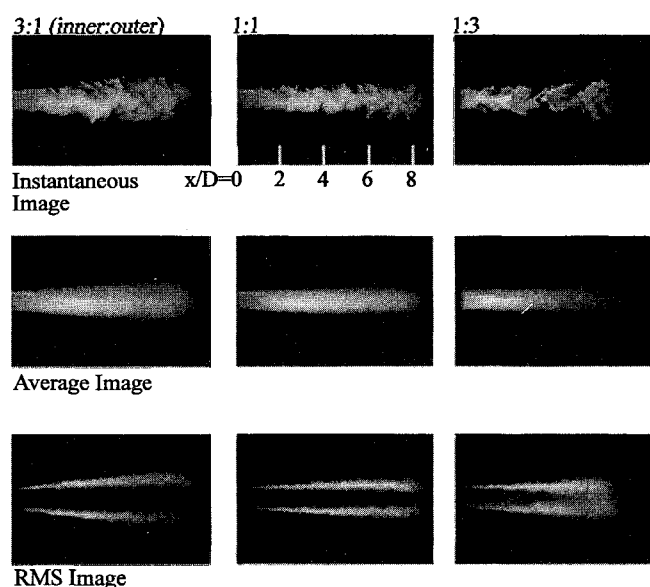 3:1 (inner:outer) 1:1 1:3
Instantaneous x/D=0 2 4 6 8
Image
Average Image
RMS Image